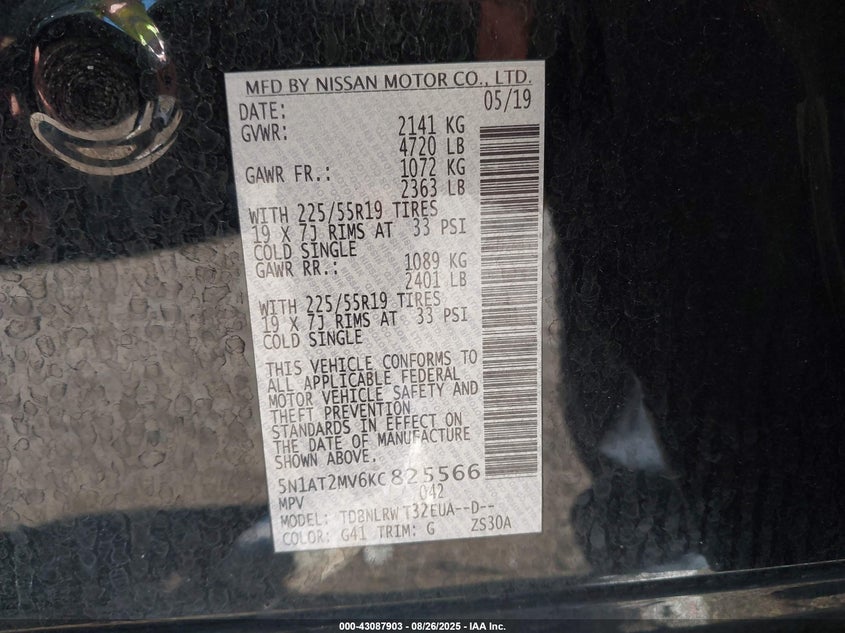 MFD BY NISSAN MOTOR CO., LTD.
DATE: 05/19
GVWR: 2141 KG
4720 LB
GAWR FR.: 1072 KG
2363 LB
WITH 225/55R19 TIRES
19 X 7J RIMS AT 33 PSI
COLD SINGLE
GAWR RR.: 1089 KG
2401 LB
WITH 225/55R19 TIRES
19 X 7J RIMS AT 33 PSI
COLD SINGLE
THIS VEHICLE CONFORMS TO
ALL APPLICABLE FEDERAL
MOTOR VEHICLE SAFETY AND
THEFT PREVENTION
STANDARDS IN EFFECT ON
THE DATE OF MANUFACTURE
SHOWN ABOVE.
5N1AT2MV6KC825566
MPV 042
MODEL: TDBNLRW T32EUA--D--
COLOR: G41 TRIM: G ZS30A
000-43087903 - 08/26/2025 - IAA Inc.